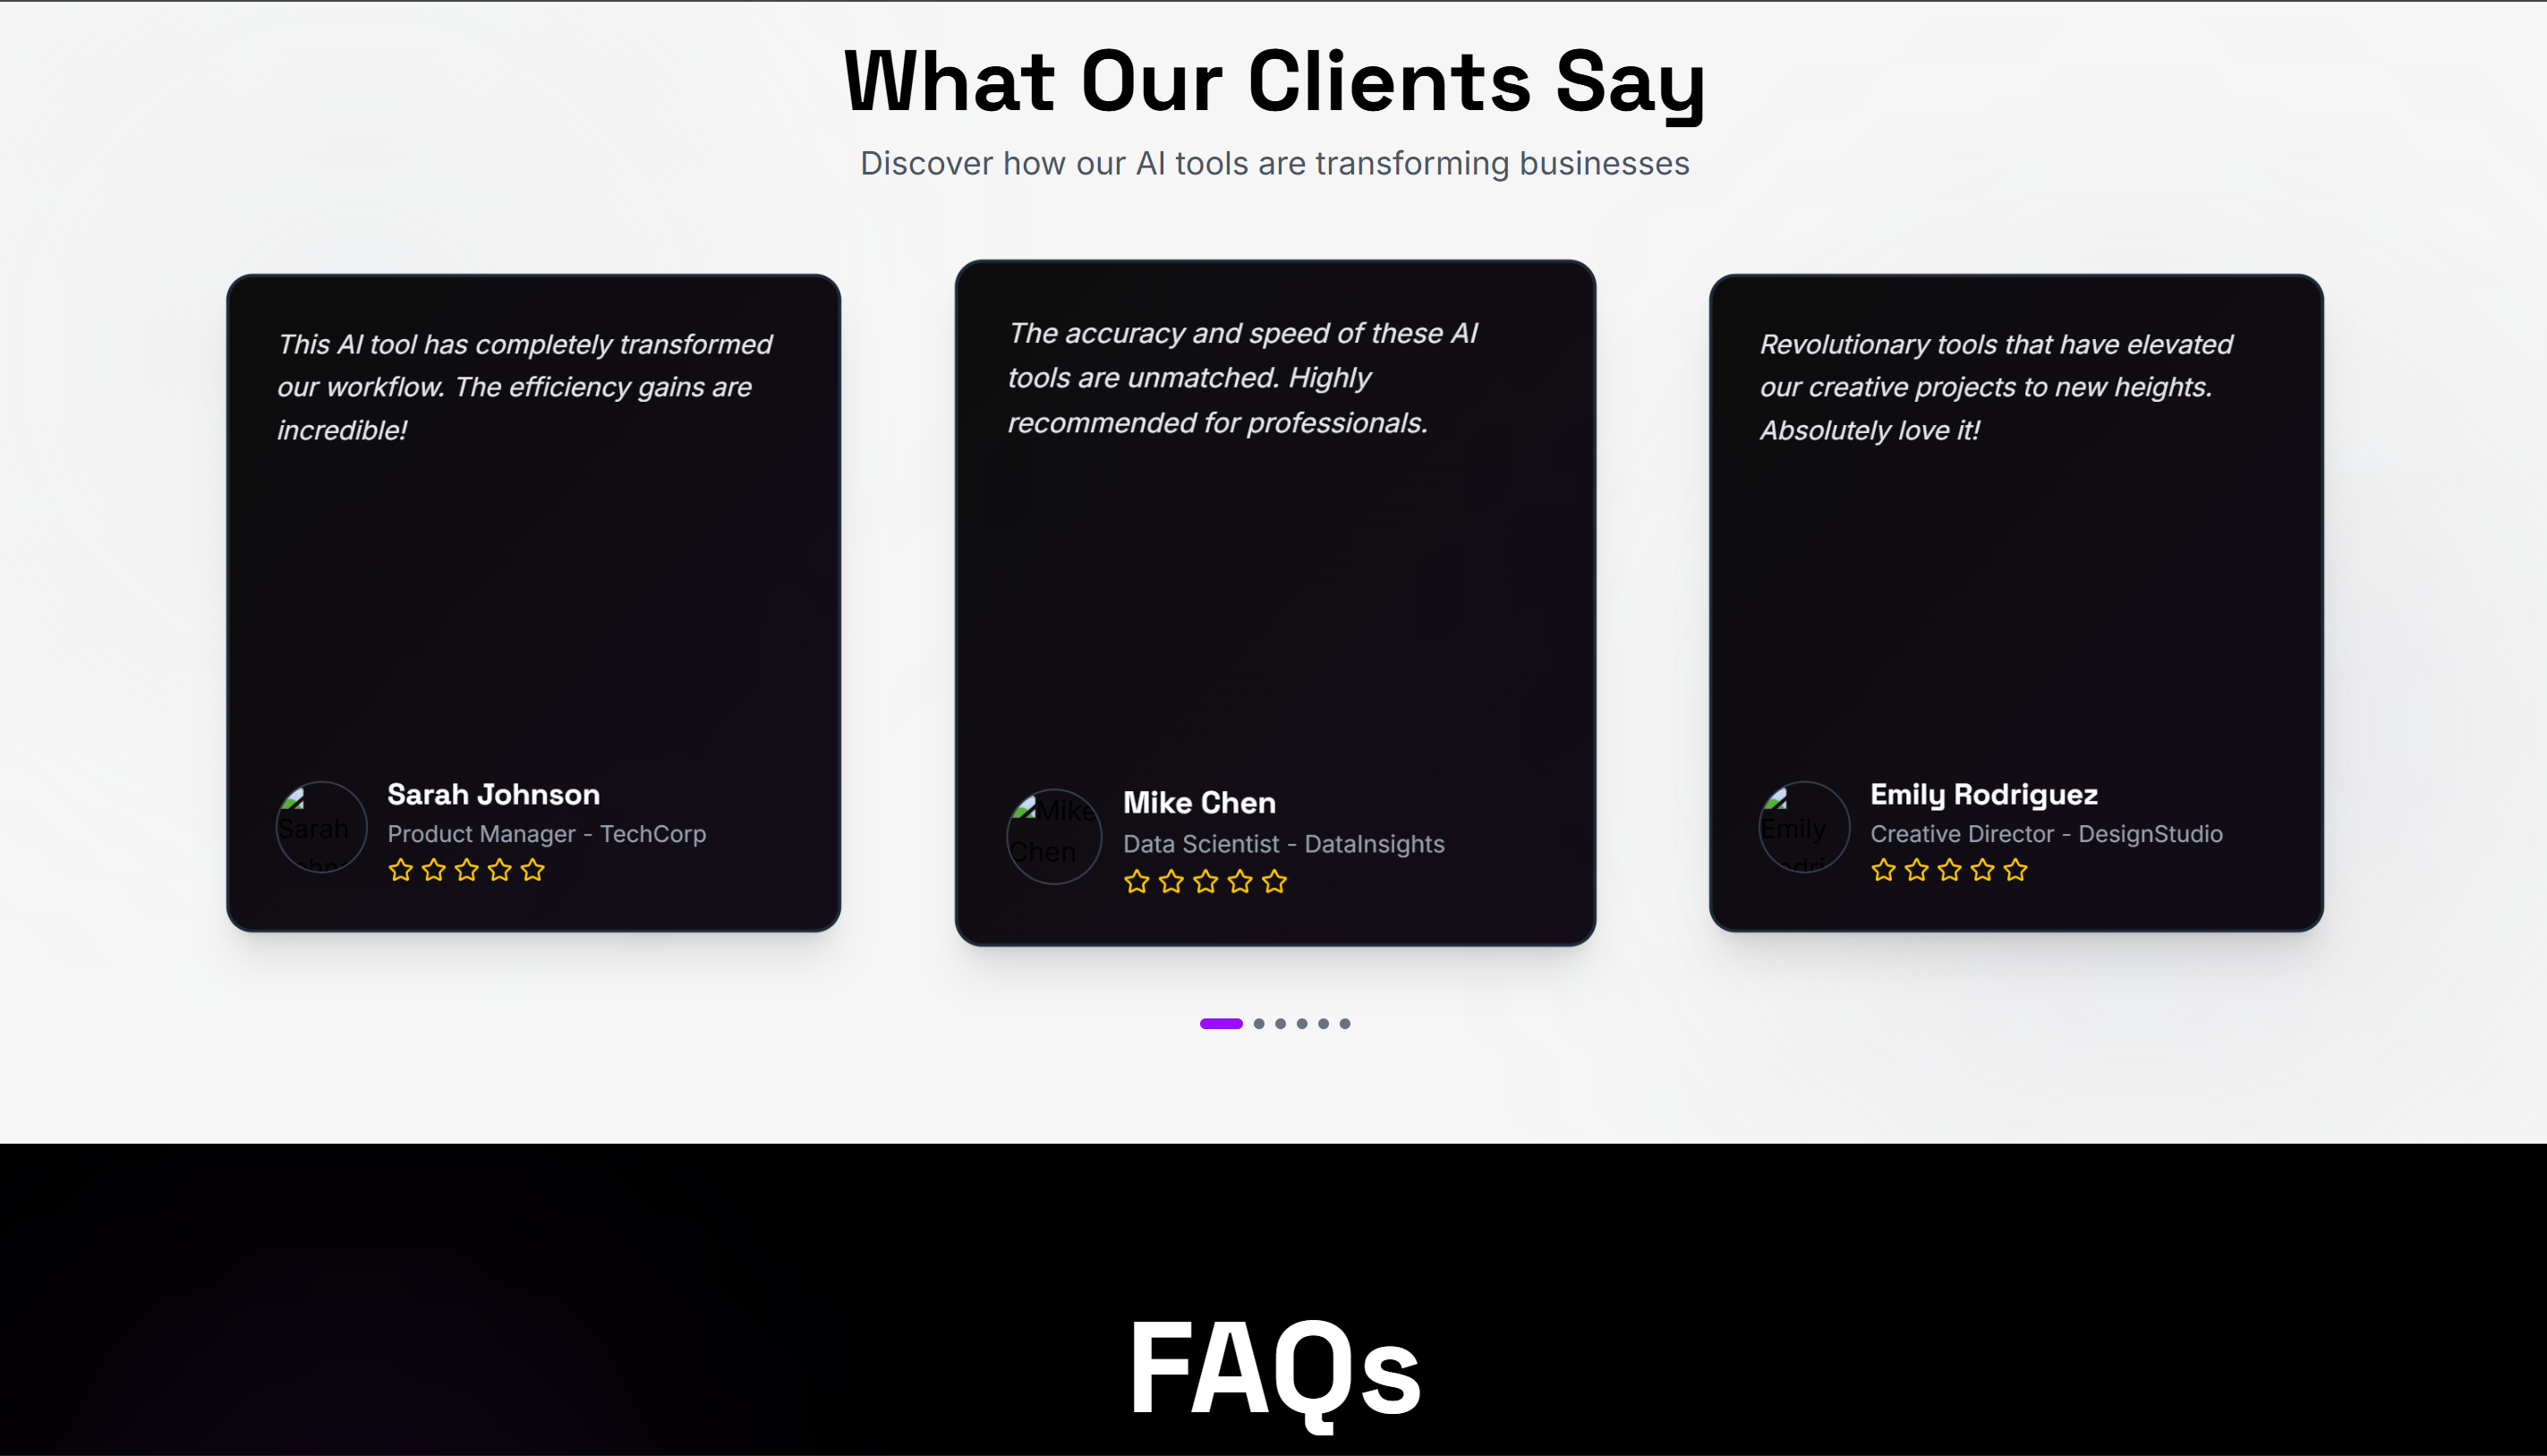 What Our Clients Say
Discover how our AI tools are transforming businesses
This AI tool has completely transformed
our workflow. The efficiency gains are
incredible!
Sarah
Sarah Johnson
Product Manager - TechCorp
The accuracy and speed of these AI
tools are unmatched. Highly
recommended for professionals.
Mike
Chen
Mike Chen
Data Scientist - DataInsights
Revolutionary tools that have elevated
our creative projects to new heights.
Absolutely love it!
Emily
Emily Rodriguez
Creative Director - DesignStudio
FAQs